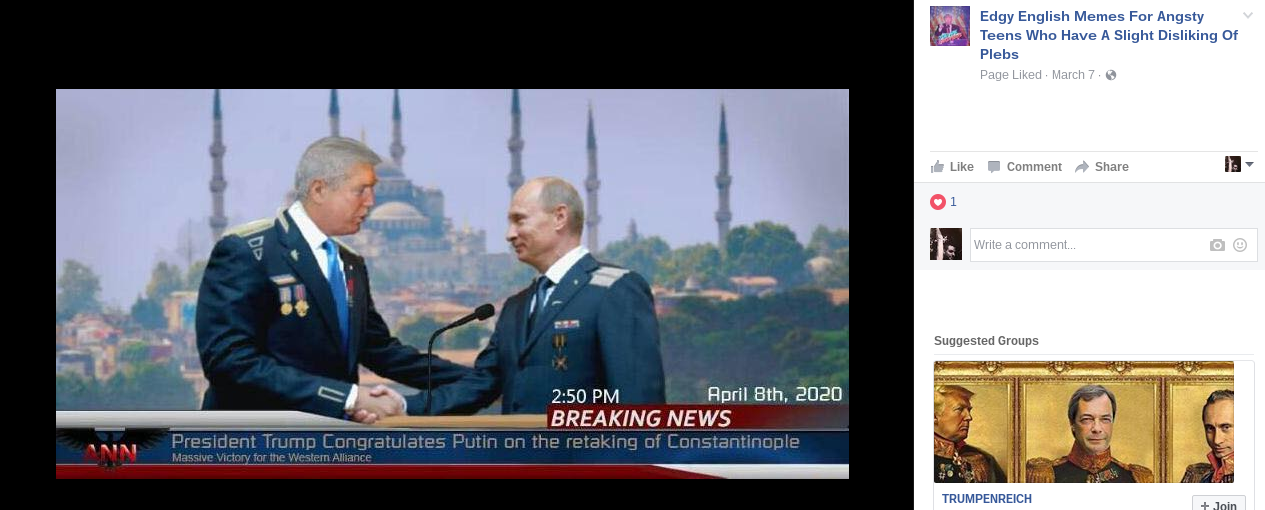 Edgy English Memes For Angsty
Teens Who Have A Slight Disliking Of
Plebs
Page Liked · March 7 ·
Like Comment Share
1
Write a comment...
2:50 PM April 8th, 2020
BREAKING NEWS
ANN President Trump Congratulates Putin on the retaking of Constantinople
Massive Victory for the Western Alliance
Suggested Groups
TRUMPENREICH
+ Join